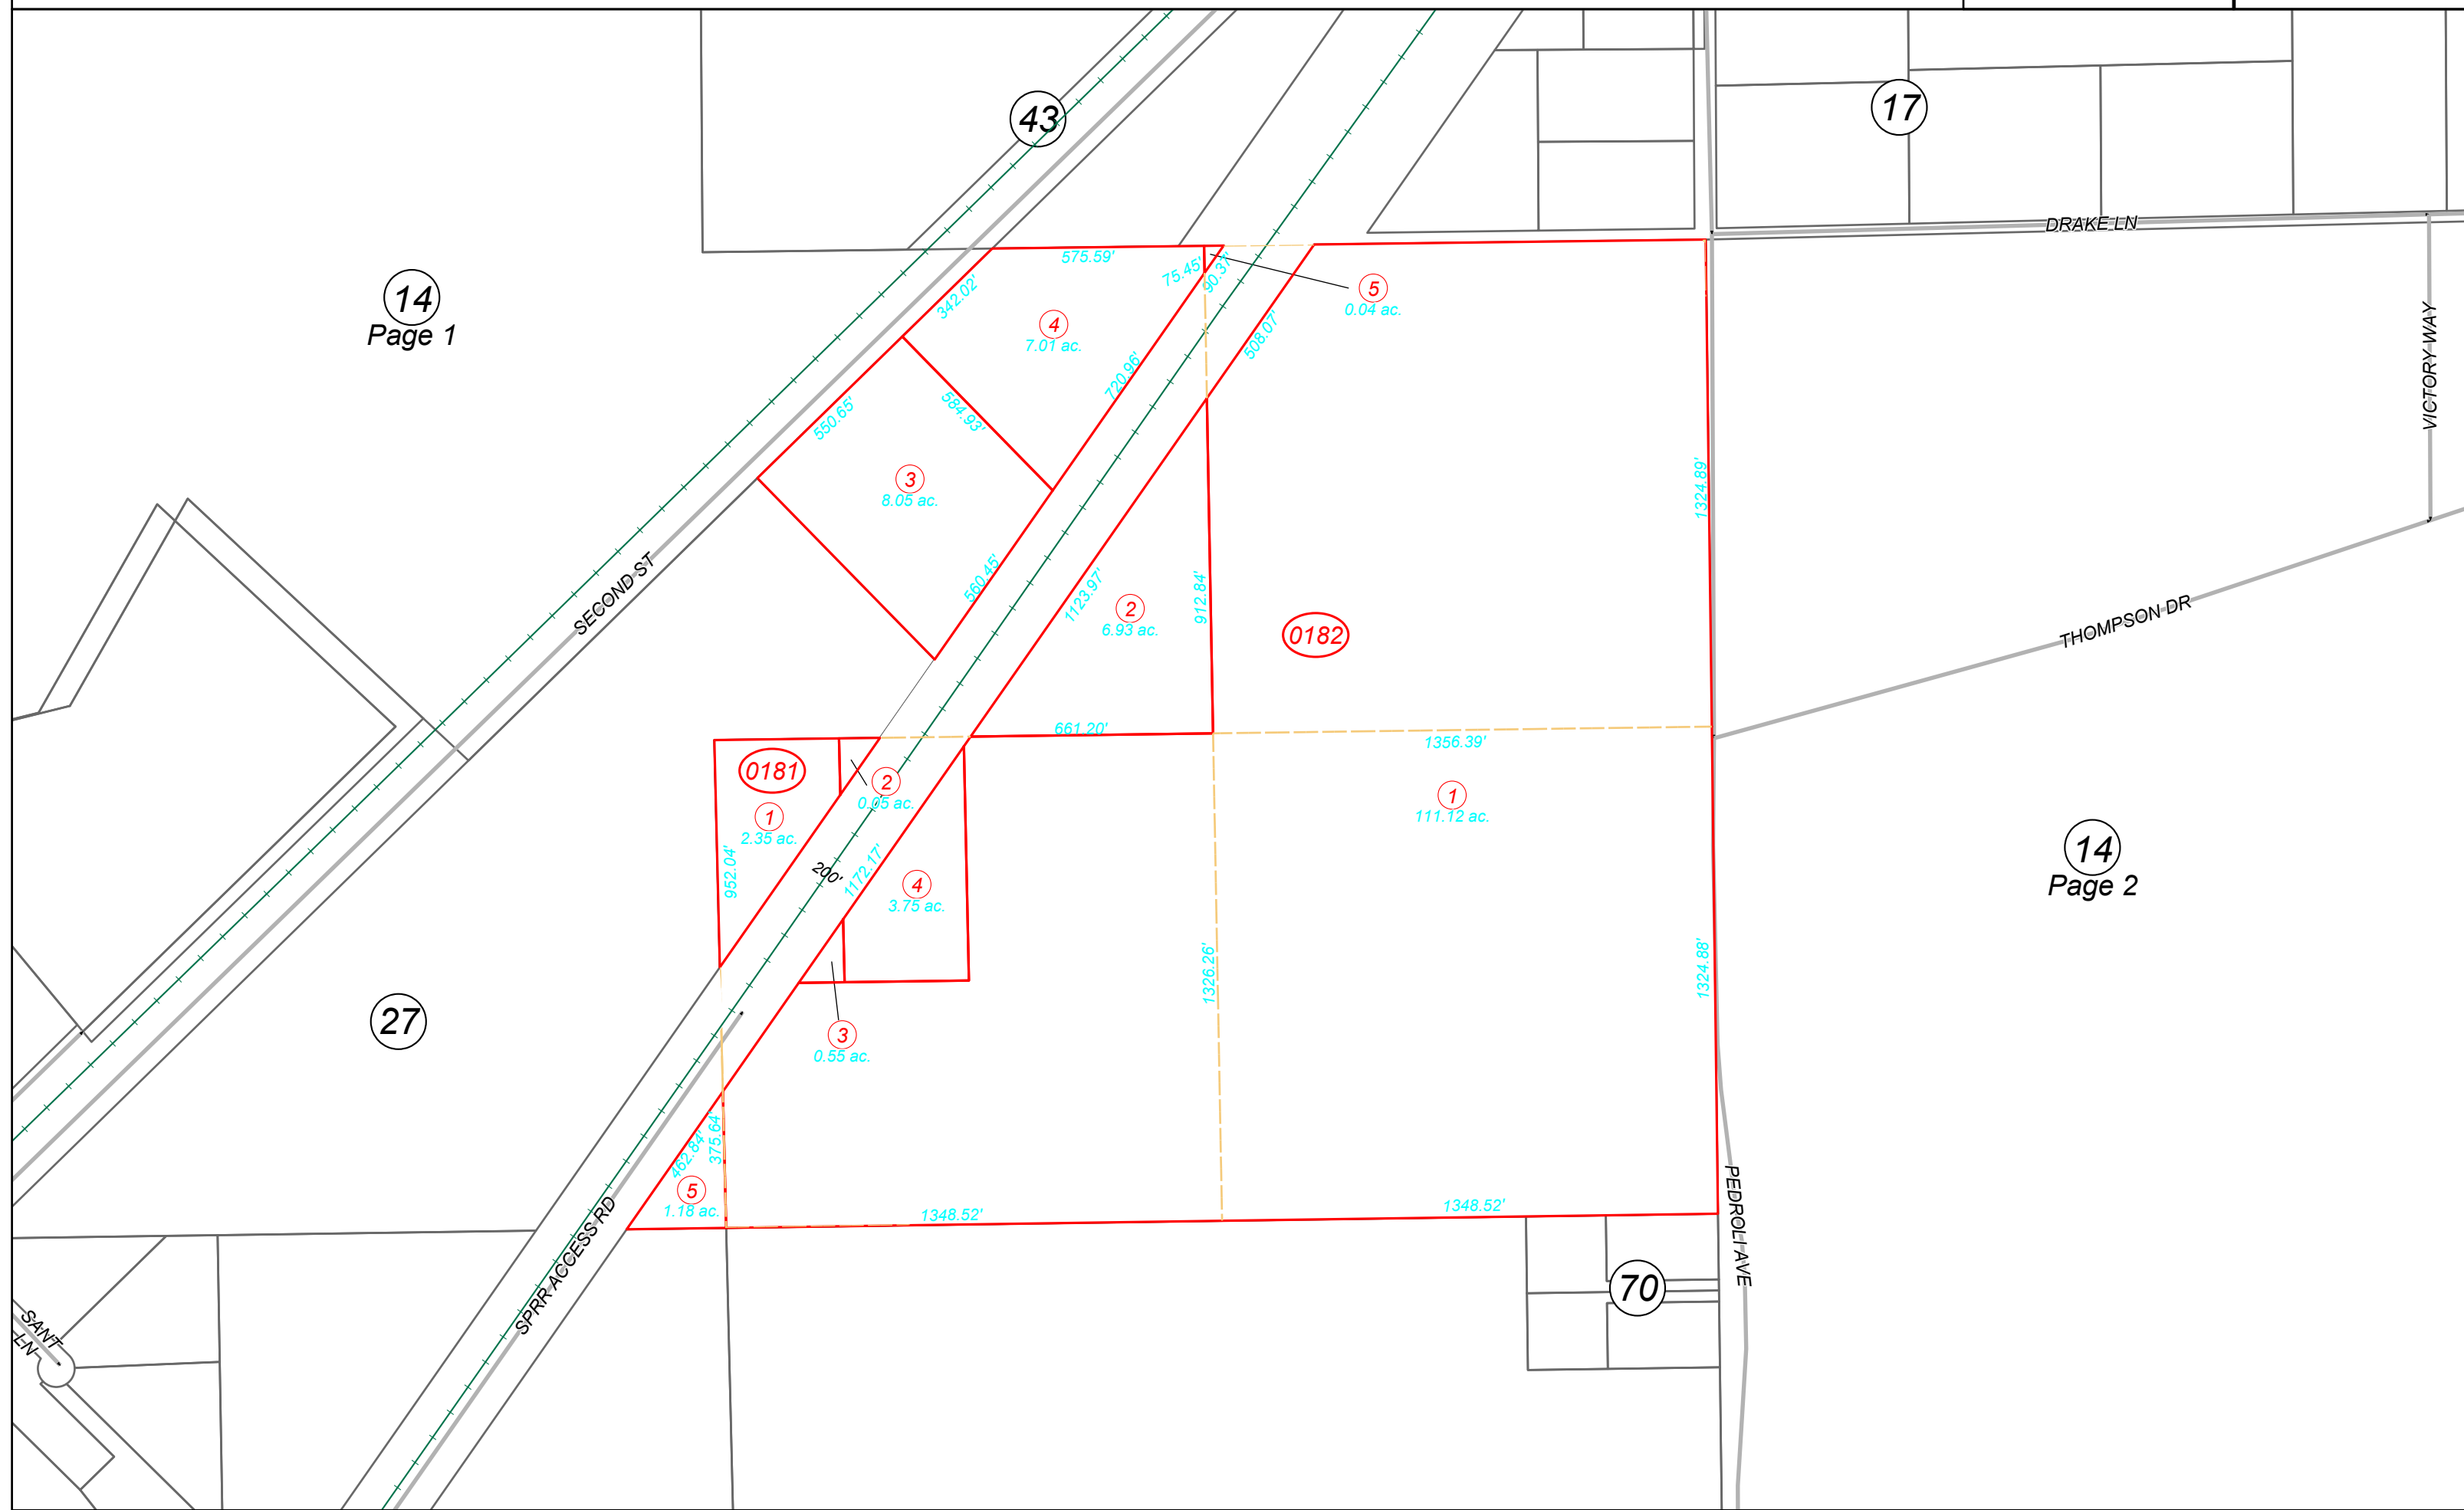 43
17
DRAKE LN
575.59'
75.45'
90.37'
14
Page 1
342.02'
5
0.04 ac.
4
7.01 ac.
508.07'
VICTORY WAY
720.96'
550.65'
584.93'
3
8.05 ac.
1324.89'
SECOND ST
560.45'
1123.97'
912.84'
2
6.93 ac.
0182
THOMPSON DR
661.20'
1356.39'
0181
2
0.05 ac.
1
2.35 ac.
1
111.12 ac.
952.04'
200'
1172.17'
4
3.75 ac.
14
Page 2
1326.26'
1324.88'
27
3
0.55 ac.
375.64'
462.84'
5
1.18 ac.
1348.52'
1348.52'
PEDROLI AVE
SPRR ACCESS RD
70
SANT
LN